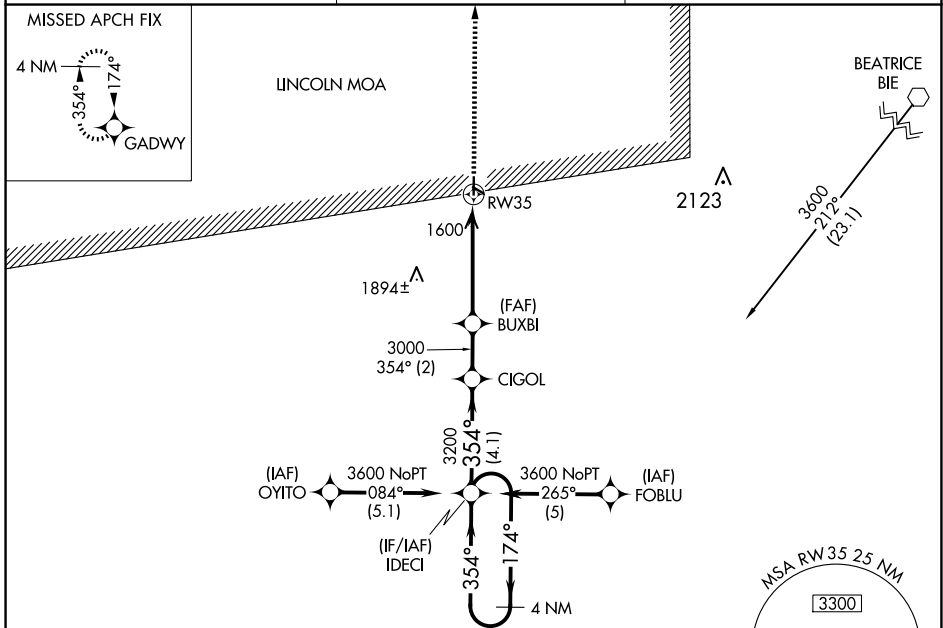 MISSED APCH FIX
4 NM
174°
354°
GADWY
LINCOLN MOA
BEATRICE
BIE
3600
212°
(23.1)
2123
RW35
1600
1894±
(FAF)
BUXBI
3000
354° (2)
CIGOL
3200
354°
(4.1)
(IAF)
OYITO
3600 NoPT
084°
(5.1)
3600 NoPT
265°
(5)
(IAF)
FOBLU
(IF/IAF)
IDECI
354°
174°
4 NM
MSA RW35 25 NM
3300